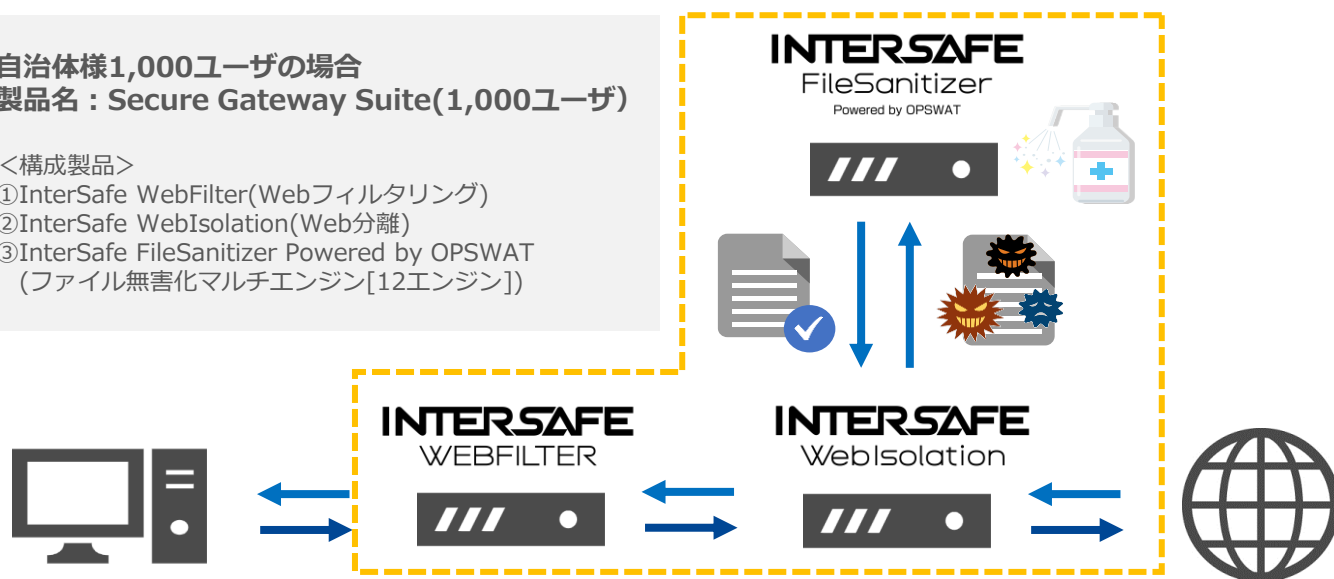 自治体様1,000ユーザの場合
製品名：Secure Gateway Suite(1,000ユーザ）
＜構成製品＞
①InterSafe WebFilter(Webフィルタリング)
②InterSafe WebIsolation(Web分離)
③InterSafe FileSanitizer Powered by OPSWAT
(ファイル無害化マルチエンジン[12エンジン])
INTERSAFE
FileSanitizer
Powered by OPSWAT
INTERSAFE
WEBFILTER
INTERSAFE
WebIsolation